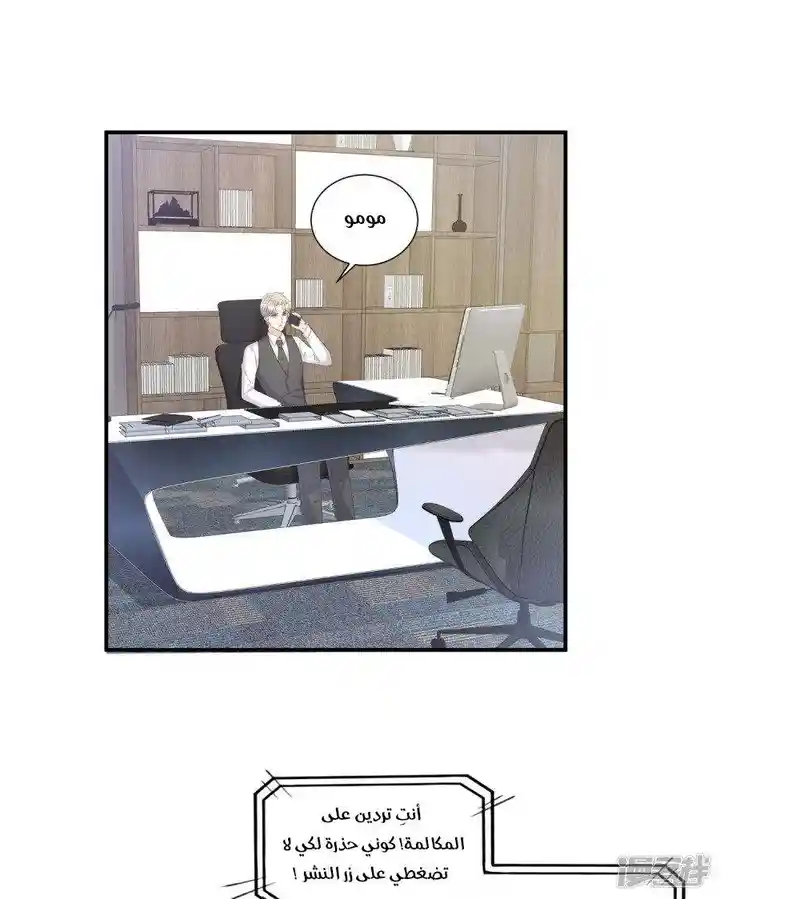 مومو
أنتِ تردين على
المكالمة! كوني حذرة لكي لا
تضغطي على زر النشر !